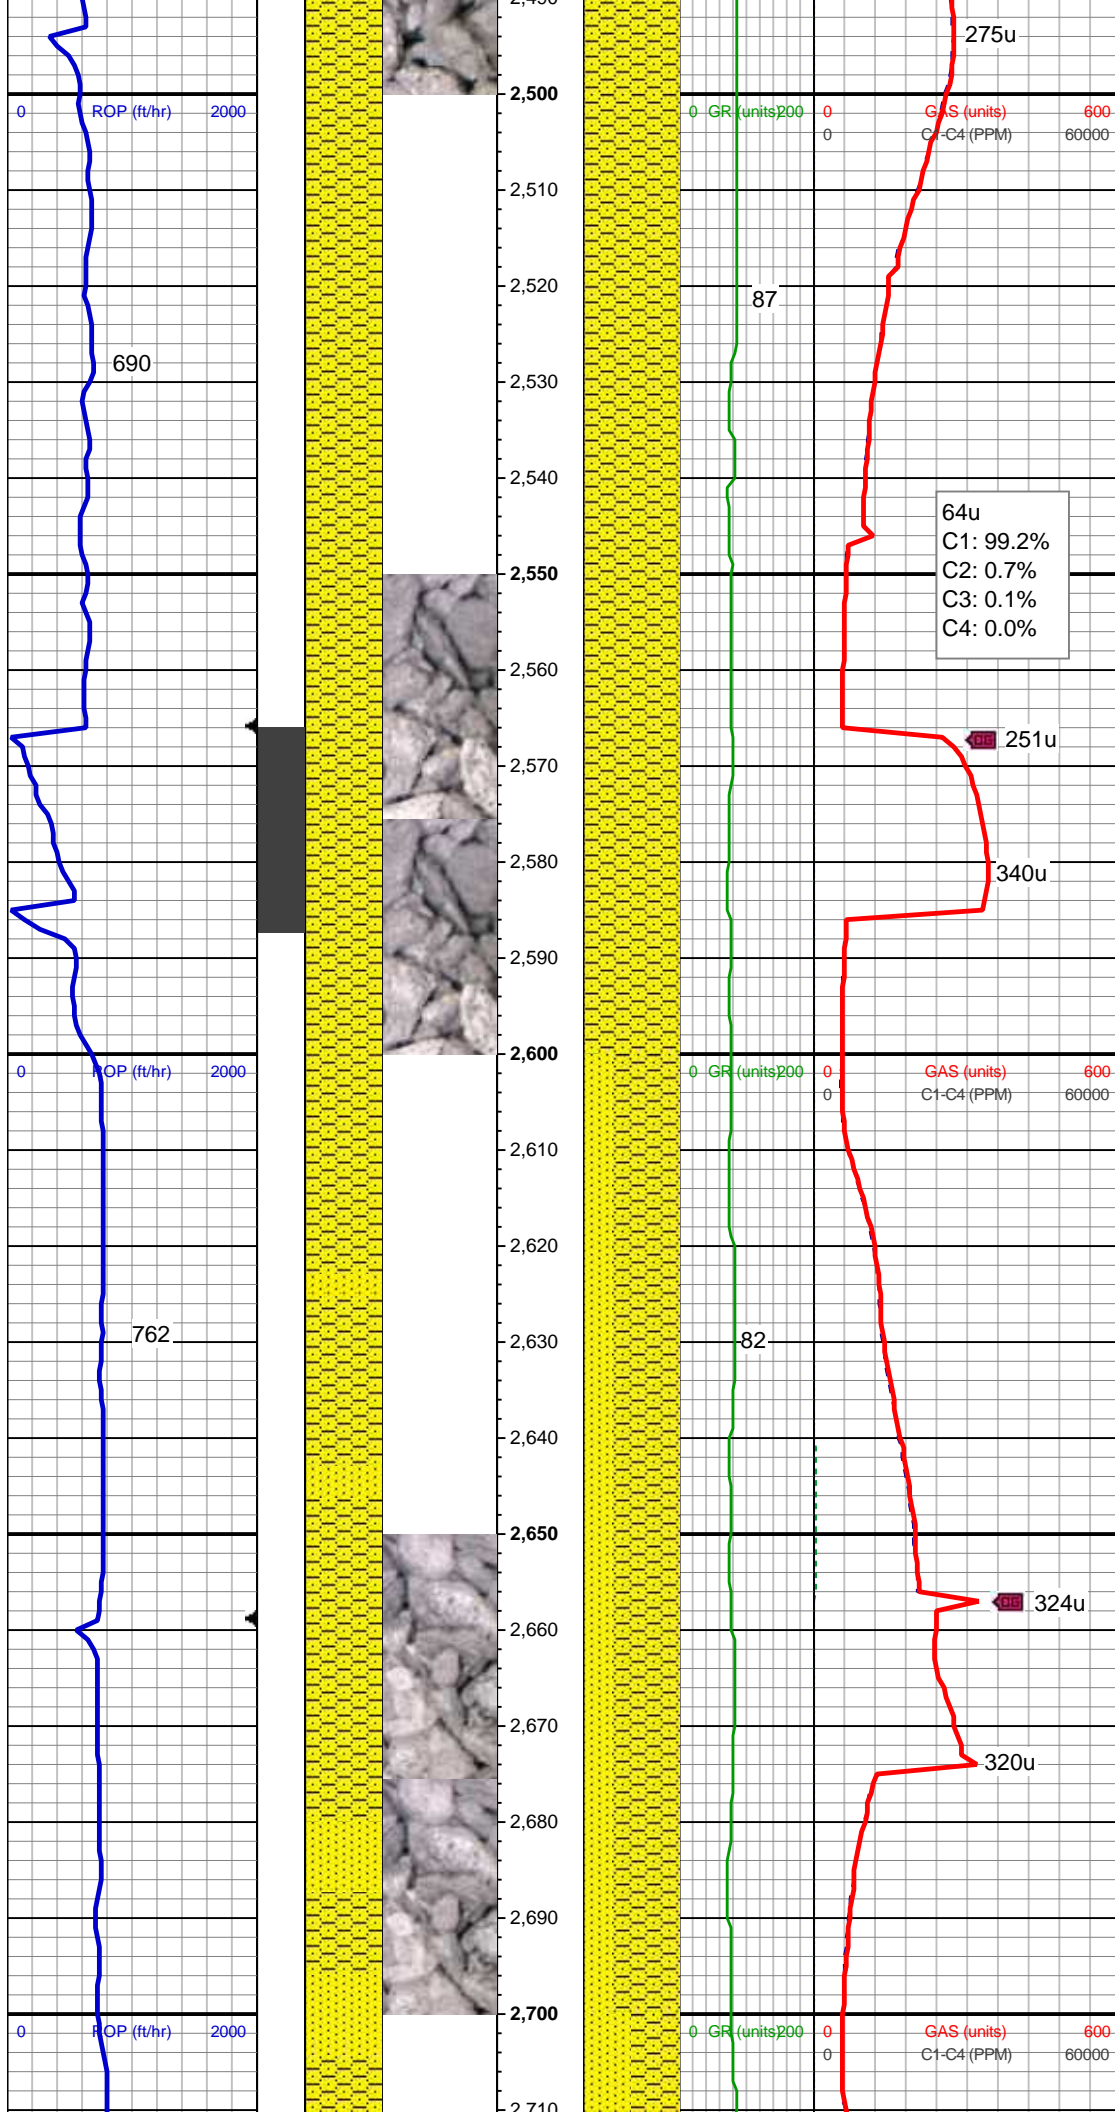 2,490
275u
2,500
0 ROP (ft/hr) 2000
0 GR (units) 200
0 GAS (units) 600
0 C1-C4 (PPM) 60000
2,510
2,520
87
690
2,530
2,540
64u
C1: 99.2%
C2: 0.7%
C3: 0.1%
C4: 0.0%
2,550
2,560
CG 251u
2,570
2,580
340u
2,590
2,600
0 ROP (ft/hr) 2000
0 GR (units) 200
0 GAS (units) 600
0 C1-C4 (PPM) 60000
2,610
2,620
762
2,630
82
2,640
2,650
CG 324u
2,660
2,670
320u
2,680
2,690
2,700
0 ROP (ft/hr) 2000
0 GR (units) 200
0 GAS (units) 600
0 C1-C4 (PPM) 60000
2,710